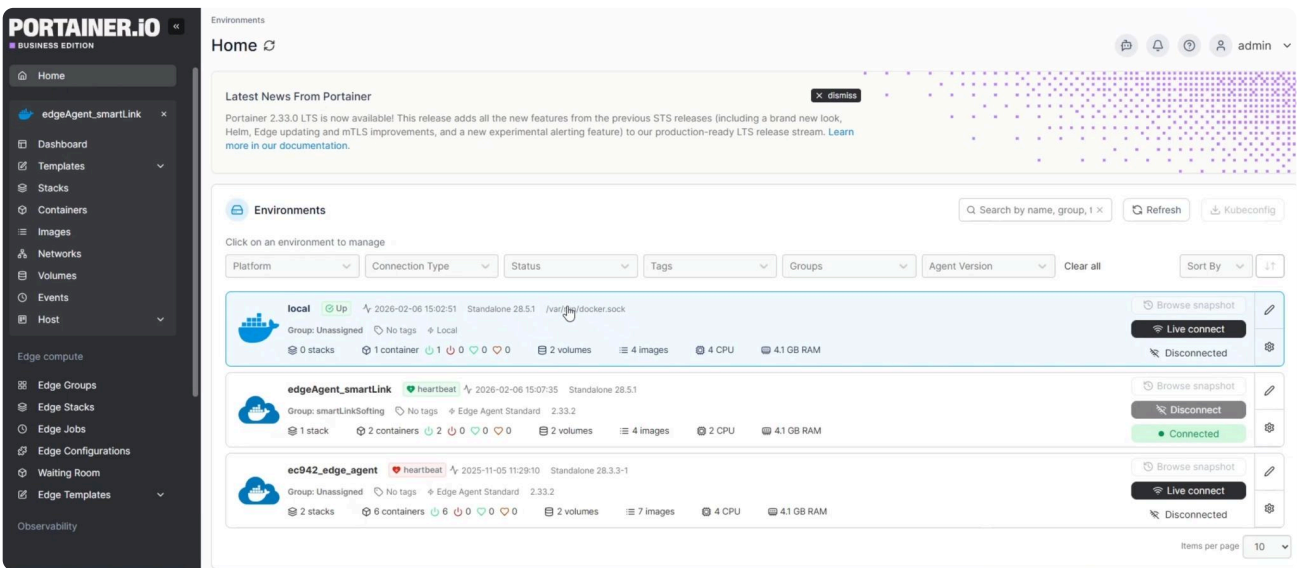 PORTAINER.iO
BUSINESS EDITION
«
Home
edgeAgent_smartLink ×
Dashboard
Templates
Stacks
Containers
Images
Networks
Volumes
Events
Host
Edge compute
Edge Groups
Edge Stacks
Edge Jobs
Edge Configurations
Waiting Room
Edge Templates
Observability
Environments
Home
admin
Latest News From Portainer
× dismiss
Portainer 2.33.0 LTS is now available! This release adds all the new features from the previous STS releases (including a brand new look,
Helm, Edge updating and mTLS improvements, and a new experimental alerting feature) to our production-ready LTS release stream. Learn
more in our documentation.
Environments
Search by name, group, t ×
Refresh
Kubeconfig
Click on an environment to manage
Platform
Connection Type
Status
Tags
Groups
Agent Version
Clear all
Sort By
local Up 2026-02-06 15:02:51 Standalone 28.5.1 /docker.sock
Group: Unassigned No tags Local
0 stacks 1 container 1 0 0 0 2 volumes 4 images 4 CPU 4.1 GB RAM
Browse snapshot
Live connect
Disconnected
edgeAgent_smartLink heartbeat 2026-02-06 15:07:35 Standalone 28.5.1
Group: smartLinkSofting No tags Edge Agent Standard 2.33.2
1 stack 2 containers 2 0 0 0 2 volumes 4 images 2 CPU 4.1 GB RAM
Browse snapshot
Disconnect
Connected
ec942_edge_agent heartbeat 2025-11-05 11:29:10 Standalone 28.3.3-1
Group: Unassigned No tags Edge Agent Standard 2.33.2
2 stacks 6 containers 6 0 0 0 2 volumes 7 images 4 CPU 4.1 GB RAM
Browse snapshot
Live connect
Disconnected
Items per page 10